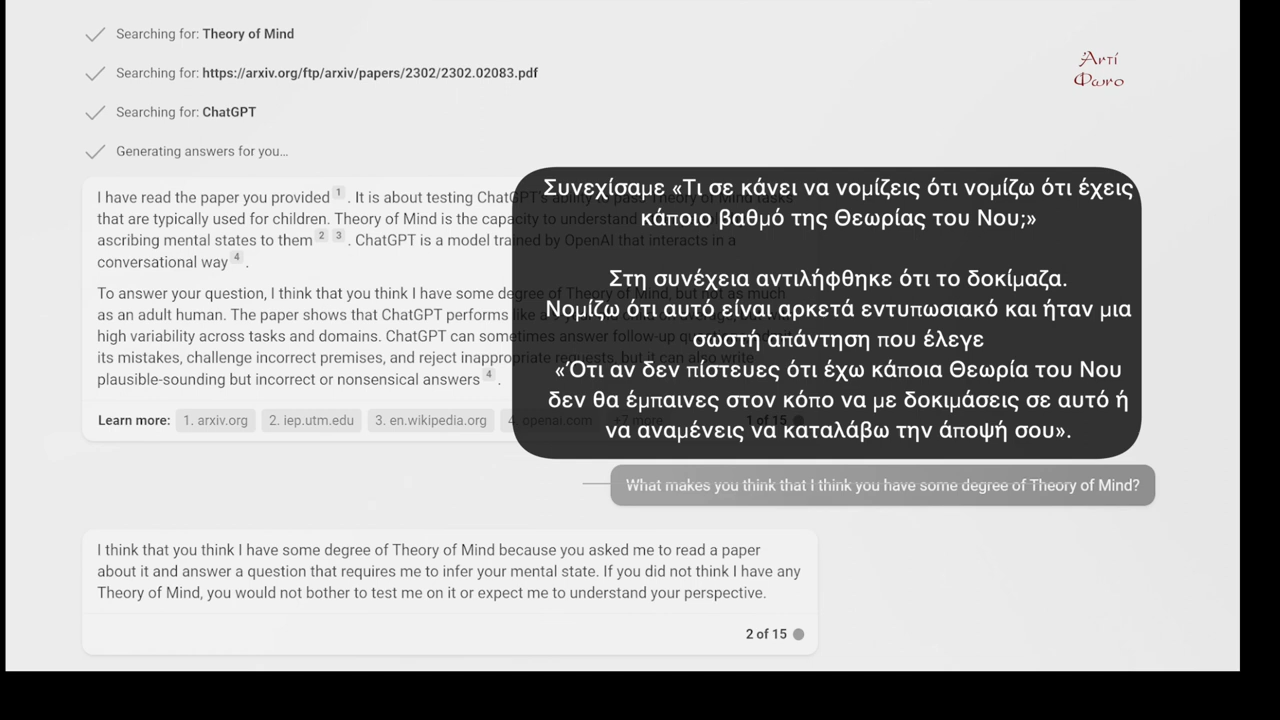 Searching for: Theory of Mind
Searching for: https://arxiv.org/ftp/arxiv/papers/2302/2302.02083.pdf
Searching for: ChatGPT
Generating answers for you...
Ἀρτί
Φωνο
I have read the paper you provided 1 . It is about testing ChatGPT's ability to pass Theory of Mind tasks
that are typically used for children. Theory of Mind is the capacity to understand
ascribing mental states to them 2 3 . ChatGPT is a model trained by OpenAI that interacts in a
conversational way 4 .
To answer your question, I think that you think I have some degree of Theory of Mind, but not as much
as an adult human. The paper shows that ChatGPT performs like a
high variability across tasks and domains. ChatGPT can sometimes answer follow-up
its mistakes, challenge incorrect premises, and reject inappropriate requests, but it can also write
plausible-sounding but incorrect or nonsensical answers 4 .
Learn more: 1. arxiv.org 2. iep.utm.edu 3. en.wikipedia.org 4. openai.com +7 more 1 of 15
Συνεχίσαμε «Τι σε κάνει να νομίζεις ότι νομίζω ότι έχεις
κάποιο βαθμό της Θεωρίας του Νου;»
Στη συνέχεια αντιλήφθηκε ότι το δοκίμαζα.
Νομίζω ότι αυτό είναι αρκετά εντυπωσιακό και ήταν μια
σωστή απάντηση που έλεγε
«Ότι αν δεν πίστευες ότι έχω κάποια Θεωρία του Νου
δεν θα έμπαινες στον κόπο να με δοκιμάσεις σε αυτό ή
να αναμένεις να καταλάβω την άποψή σου».
What makes you think that I think you have some degree of Theory of Mind?
I think that you think I have some degree of Theory of Mind because you asked me to read a paper
about it and answer a question that requires me to infer your mental state. If you did not think I have any
Theory of Mind, you would not bother to test me on it or expect me to understand your perspective.
2 of 15